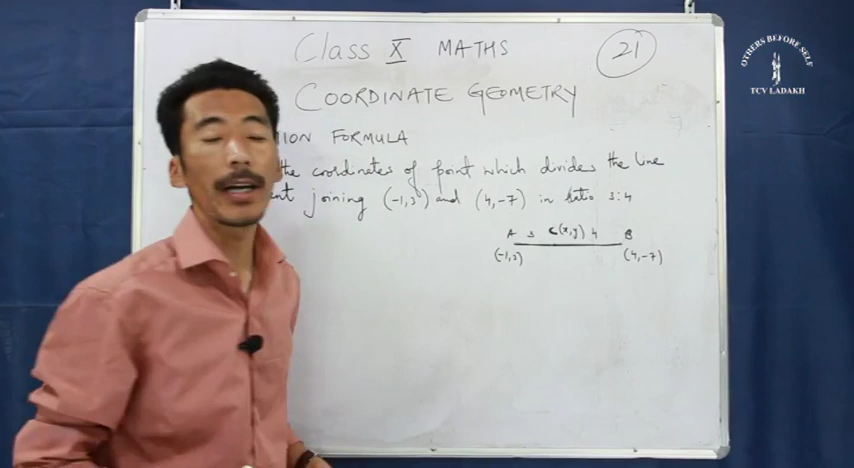 Class X MATHS
21
OTHERS BEFORE SELF
TCV LADAKH
COORDINATE GEOMETRY
ION FORMULA
the coordinates of point which divides the line
ent joining (-1,3) and (4,-7) in ratio 3:4
A 3 C(x,y) 4 B
(-1,3) (4,-7)